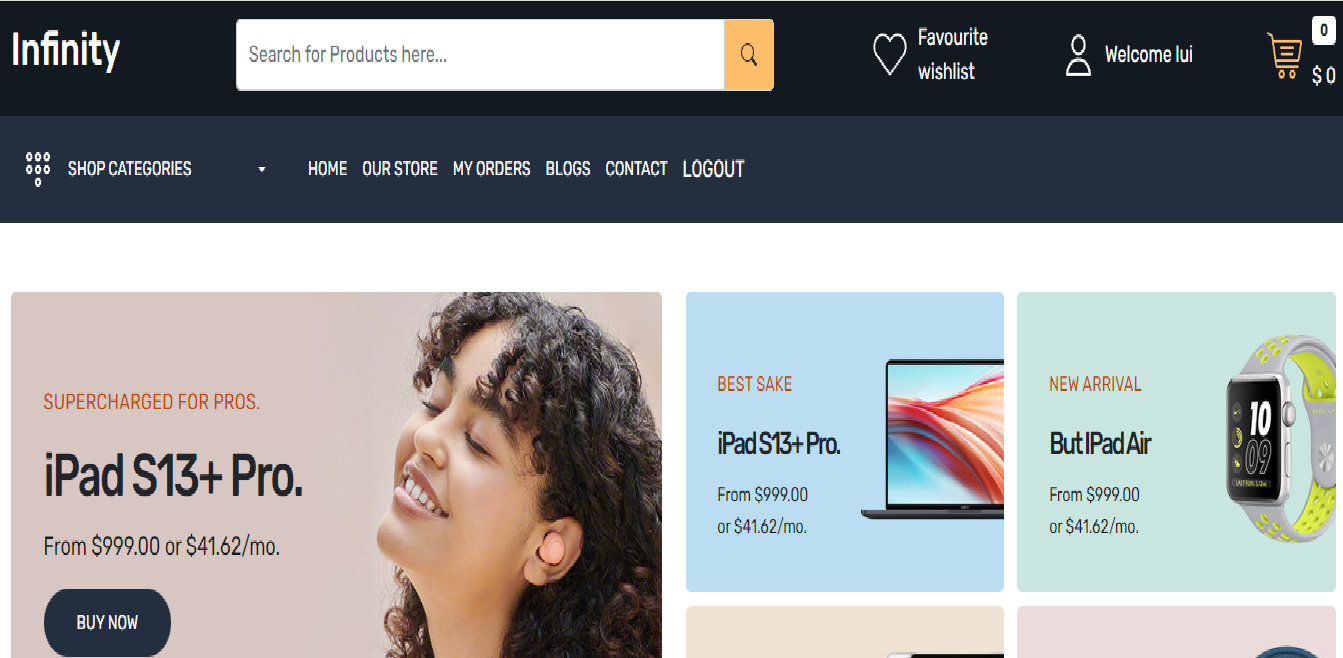 Infinity
Search for Products here...
Favourite
wishlist
Welcome lui
0
$ 0
SHOP CATEGORIES
HOME OUR STORE MY ORDERS BLOGS CONTACT LOGOUT
SUPERCHARGED FOR PROS.
iPad S13+ Pro.
From $999.00 or $41.62/mo.
BUY NOW
BEST SAKE
iPad S13+ Pro.
From $999.00
or $41.62/mo.
NEW ARRIVAL
But IPad Air
From $999.00
or $41.62/mo.
10
09